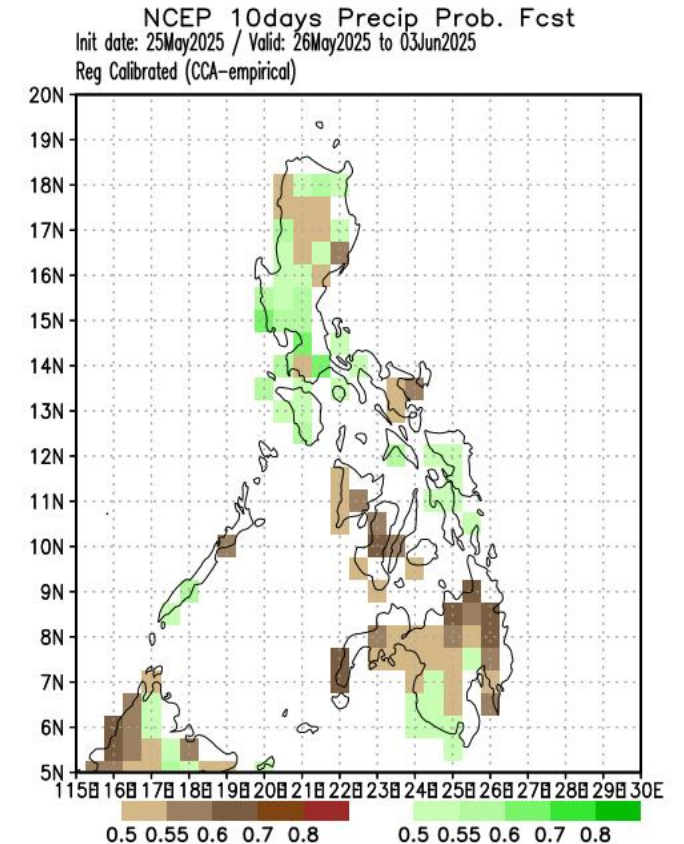 NCEP 10days Precip Prob. Fcst
Init date: 25May2025 / Valid: 26May2025 to 03Jun2025
Reg Calibrated (CCA-empirical)
20N
19N
18N
17N
16N
15N
14N
13N
12N
11N
10N
9N
8N
7N
6N
5N
115E 116E 117E 118E 119E 120E 121E 122E 123E 124E 125E 126E 127E 128E 129E 130E
0.5 0.55 0.6 0.7 0.8 0.5 0.55 0.6 0.7 0.8